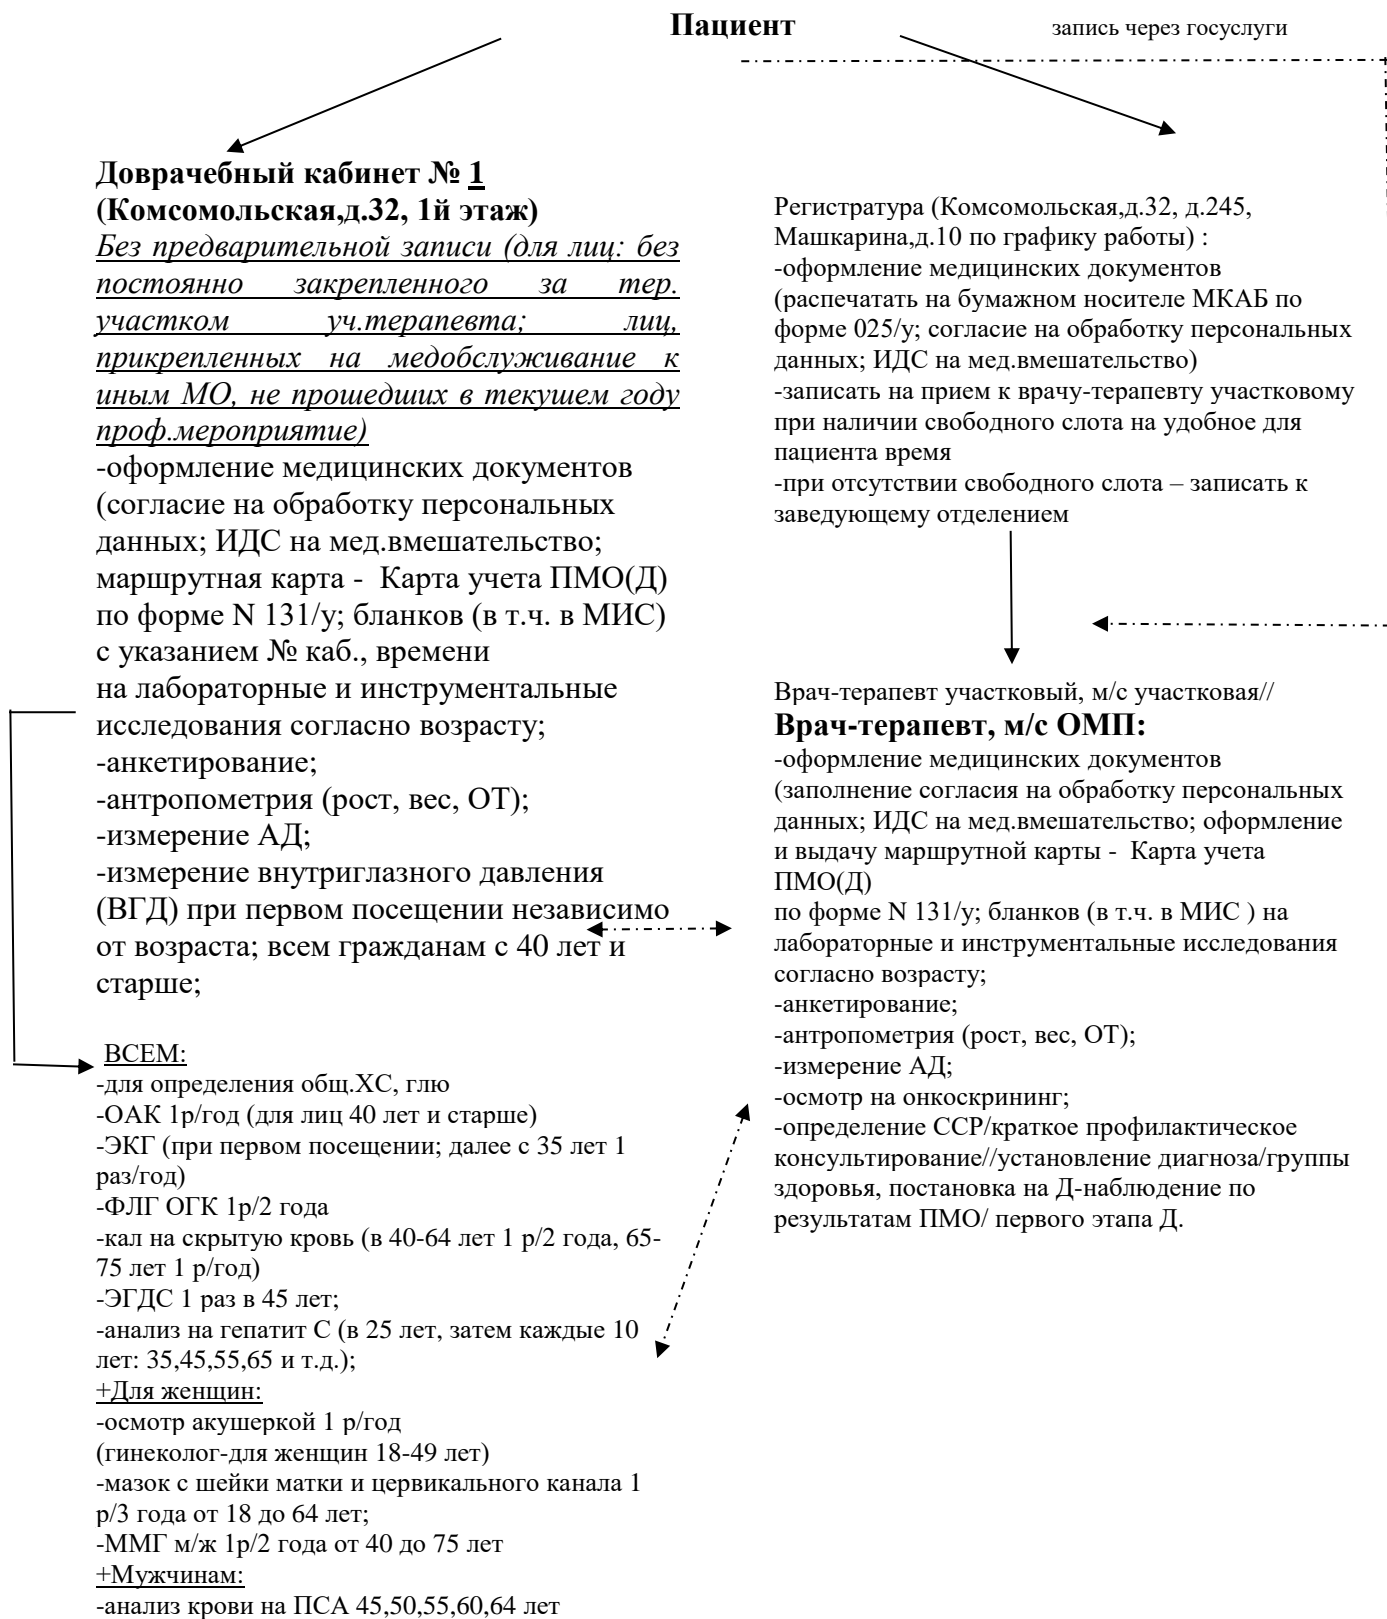 Пациент
запись через госуслуги
Доврачебный кабинет № 1
(Комсомольская,д.32, 1й этаж)
Без предварительной записи (для лиц: без
постоянно закрепленного за тер.
участком уч.терапевта; лиц,
прикрепленных на медобслуживание к
иным МО, не прошедших в текушем году
проф.мероприятие)
-оформление медицинских документов
(согласие на обработку персональных
данных; ИДС на мед.вмешательство;
маршрутная карта - Карта учета ПМО(Д)
по форме N 131/у; бланков (в т.ч. в МИС)
с указанием № каб., времени
на лабораторные и инструментальные
исследования согласно возрасту;
-анкетирование;
-антропометрия (рост, вес, ОТ);
-измерение АД;
-измерение внутриглазного давления
(ВГД) при первом посещении независимо
от возраста; всем гражданам с 40 лет и
старше;
ВСЕМ:
-для определения общ.ХС, глю
-ОАК 1р/год (для лиц 40 лет и старше)
-ЭКГ (при первом посещении; далее с 35 лет 1
раз/год)
-ФЛГ ОГК 1р/2 года
-кал на скрытую кровь (в 40-64 лет 1 р/2 года, 65-
75 лет 1 р/год)
-ЭГДС 1 раз в 45 лет;
-анализ на гепатит С (в 25 лет, затем каждые 10
лет: 35,45,55,65 и т.д.);
+Для женщин:
-осмотр акушеркой 1 р/год
(гинеколог-для женщин 18-49 лет)
-мазок с шейки матки и цервикального канала 1
р/3 года от 18 до 64 лет;
-ММГ м/ж 1р/2 года от 40 до 75 лет
+Мужчинам:
-анализ крови на ПСА 45,50,55,60,64 лет
Регистратура (Комсомольская,д.32, д.245,
Машкарина,д.10 по графику работы) :
-оформление медицинских документов
(распечатать на бумажном носителе МКАБ по
форме 025/у; согласие на обработку персональных
данных; ИДС на мед.вмешательство)
-записать на прием к врачу-терапевту участковому
при наличии свободного слота на удобное для
пациента время
-при отсутствии свободного слота – записать к
заведующему отделением
Врач-терапевт участковый, м/с участковая//
Врач-терапевт, м/с ОМП:
-оформление медицинских документов
(заполнение согласия на обработку персональных
данных; ИДС на мед.вмешательство; оформление
и выдачу маршрутной карты - Карта учета
ПМО(Д)
по форме N 131/у; бланков (в т.ч. в МИС ) на
лабораторные и инструментальные исследования
согласно возрасту;
-анкетирование;
-антропометрия (рост, вес, ОТ);
-измерение АД;
-осмотр на онкоскрининг;
-определение ССР/краткое профилактическое
консультирование//установление диагноза/группы
здоровья, постановка на Д-наблюдение по
результатам ПМО/ первого этапа Д.